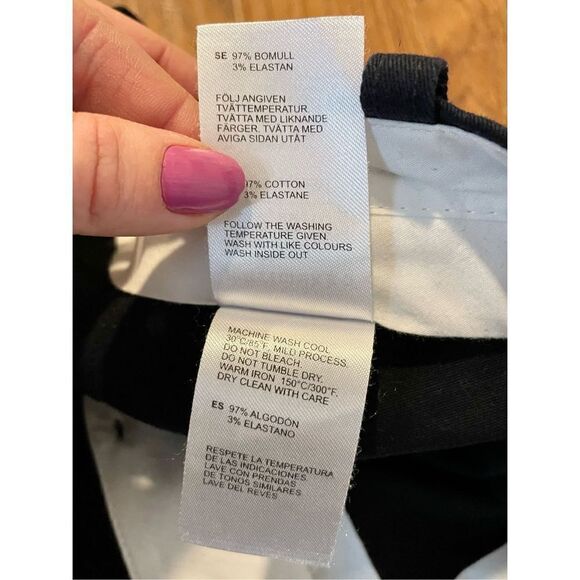 SE 97% BOMULL
3% ELASTAN
FÖLJ ANGIVEN
TVÄTTEMPERATUR.
TVÄTTA MED LIKNANDE
FÄRGER. TVÄTTA MED
AVIGA SIDAN UTÅT
97% COTTON
3% ELASTANE
FOLLOW THE WASHING
TEMPERATURE GIVEN
WASH WITH LIKE COLOURS
WASH INSIDE OUT
MACHINE WASH COOL
30°C/85°F. MILD PROCESS.
DO NOT BLEACH
DO NOT TUMBLE DRY.
WARM IRON 150°C/300°F.
DRY CLEAN WITH CARE
ES 97% ALGODÓN
3% ELASTANO
RESPETE LA TEMPERATURA
DE LAS INDICACIONES.
LAVE CON PRENDAS
DE TONOS SIMILARES
LAVE DEL REVÉS